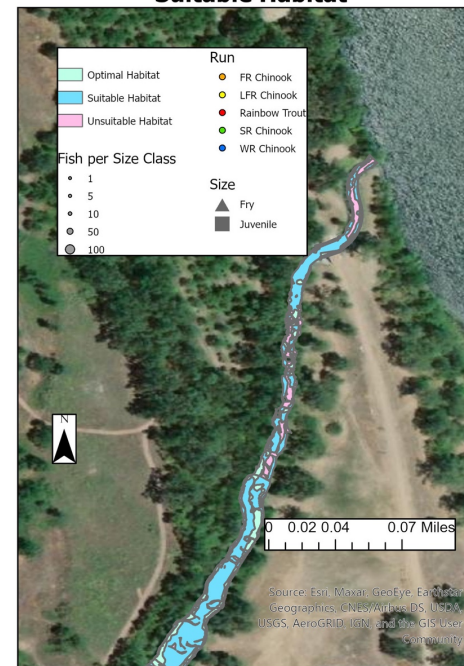 Suitable Habitat
Optimal Habitat
Suitable Habitat
Unsuitable Habitat
Fish per Size Class
1
5
10
50
100
Run
FR Chinook
LFR Chinook
Rainbow Trout
SR Chinook
WR Chinook
Size
Fry
Juvenile
N
0 0.02 0.04 0.07 Miles
Source: Esri, Maxar, GeoEye, Earthstar
Geographics, CNES/Airbus DS, USDA,
USGS, AeroGRID, IGN, and the GIS User
Community